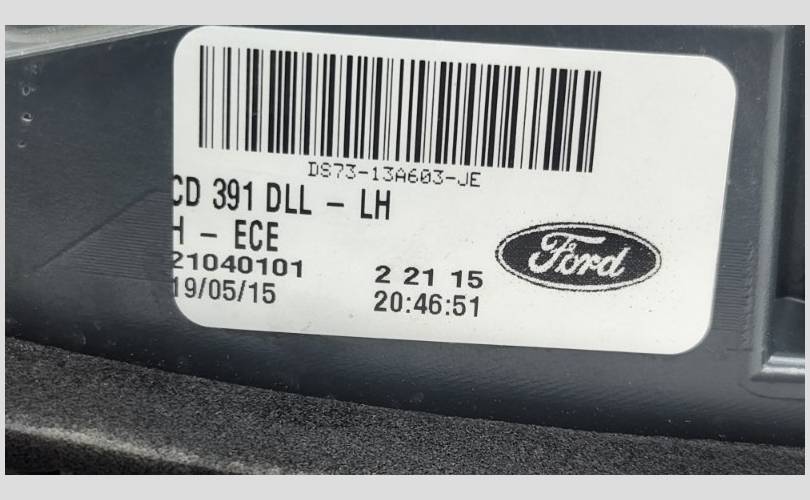 DS73-13A603-JE
CD 391 DLL - LH
H - ECE
21040101 2 21 15
19/05/15 20:46:51
Ford